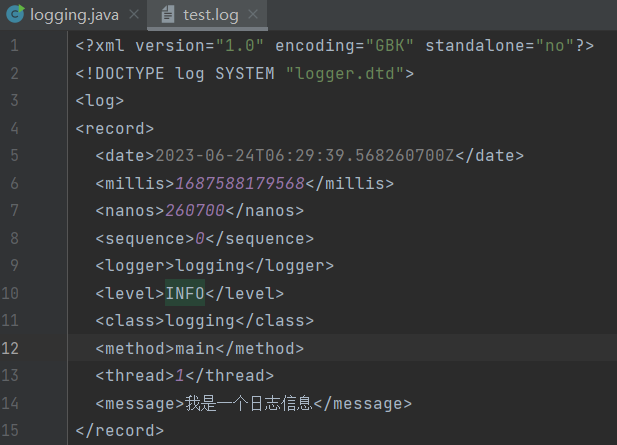 logging.java test.log
1 <?xml version="1.0" encoding="GBK" standalone="no"?>
2 <!DOCTYPE log SYSTEM "logger.dtd">
3 <log>
4 <record>
5 <date>2023-06-24T06:29:39.568260700Z</date>
6 <millis>1687588179568</millis>
7 <nanos>260700</nanos>
8 <sequence>0</sequence>
9 <logger>logging</logger>
10 <level>INFO</level>
11 <class>logging</class>
12 <method>main</method>
13 <thread>1</thread>
14 <message>我是一个日志信息</message>
15 </record>